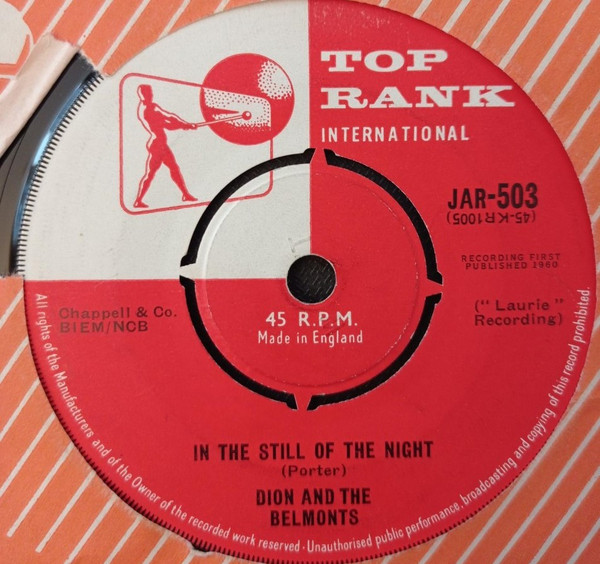 TOP
RANK
INTERNATIONAL
JAR-503
(45-KR1005)
RECORDING FIRST
PUBLISHED 1960
Chappell & Co.
BIEM/NCB
("Laurie"
Recording)
45 R.P.M.
Made in England
IN THE STILL OF THE NIGHT
(Porter)
DION AND THE
BELMONTS
All rights of the Manufacturers and of the Owner of the recorded work reserved · Unauthorised public performance, broadcasting and copying of this record prohibited.